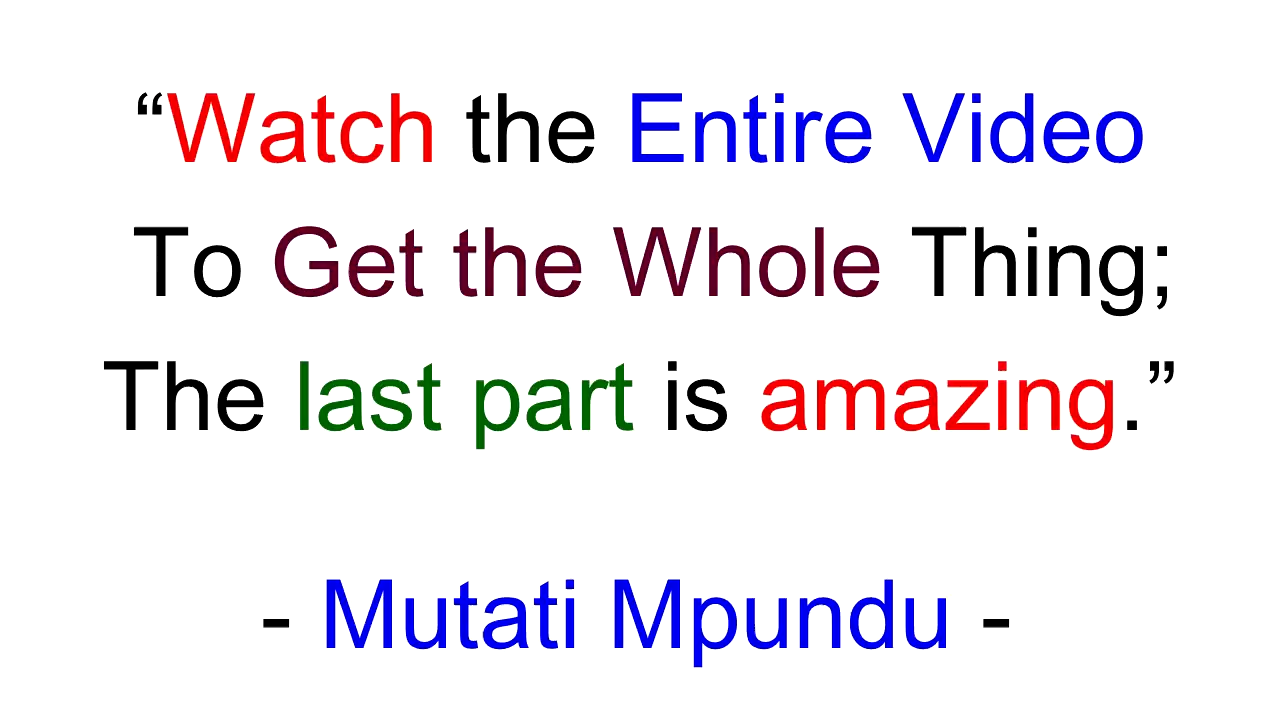 “Watch the Entire Video
To Get the Whole Thing;
The last part is amazing.”
- Mutati Mpundu -